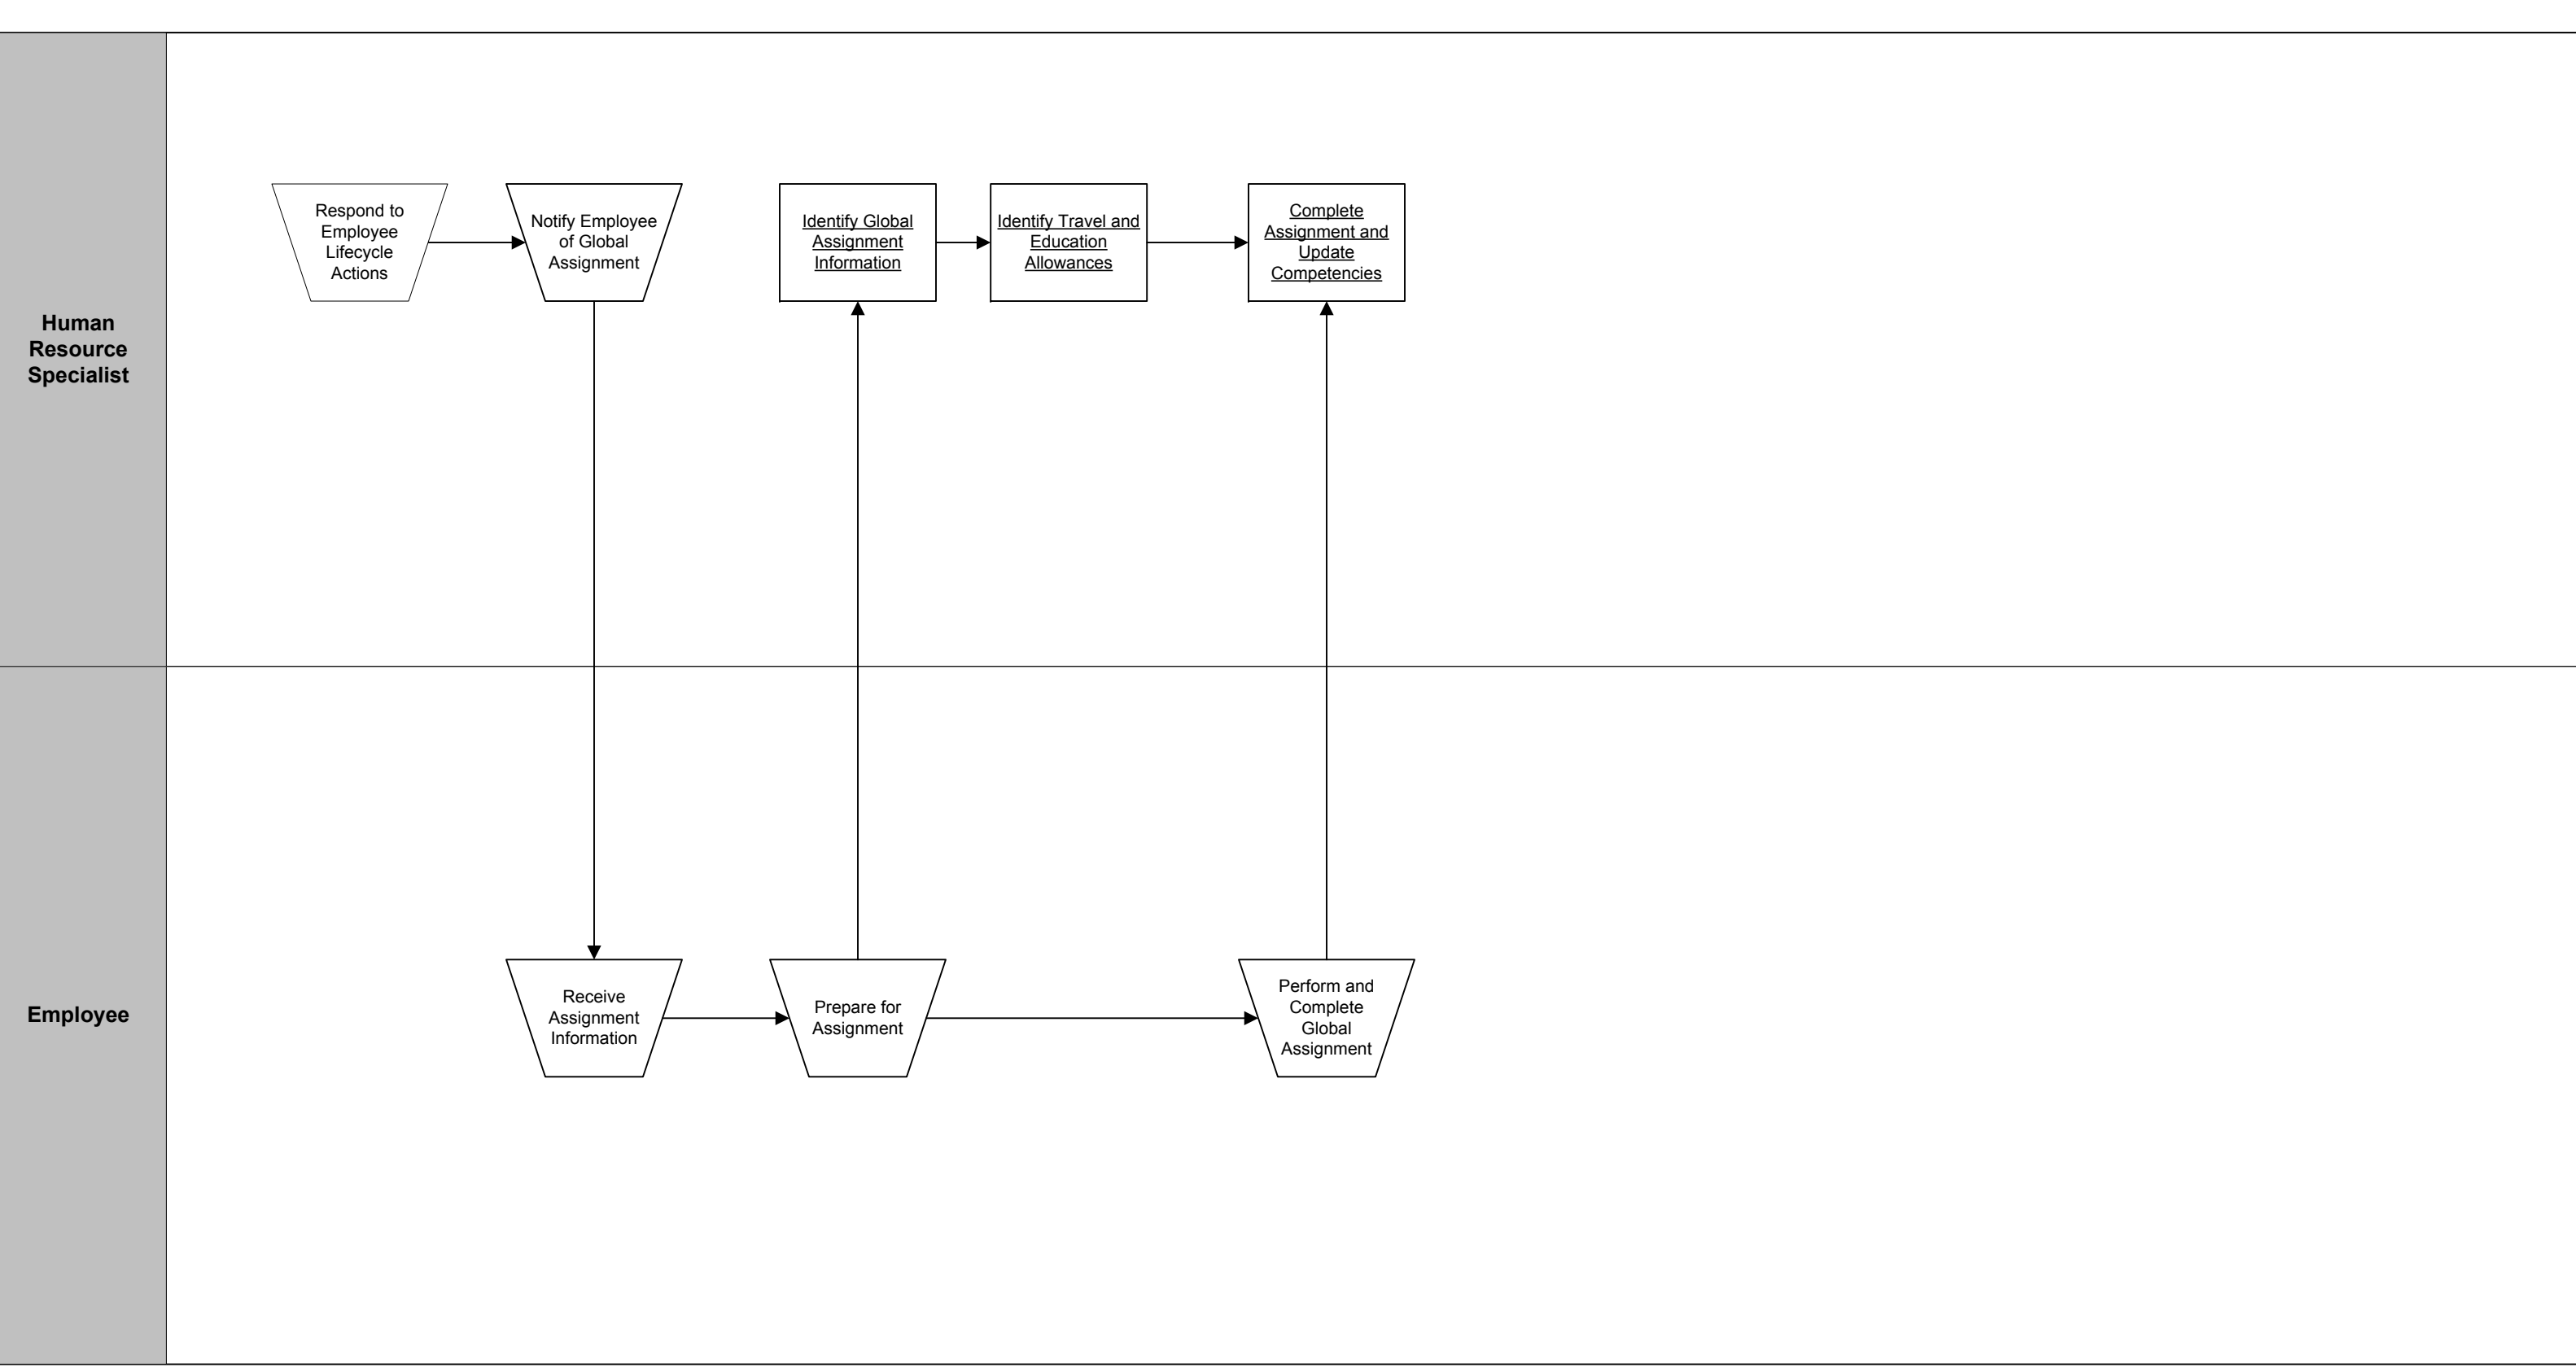 Human
Resource
Specialist
Respond to
Employee
Lifecycle
Actions
Notify Employee
of Global
Assignment
Identify Global
Assignment
Information
Identify Travel and
Education
Allowances
Complete
Assignment and
Update
Competencies
Employee
Receive
Assignment
Information
Prepare for
Assignment
Perform and
Complete
Global
Assignment